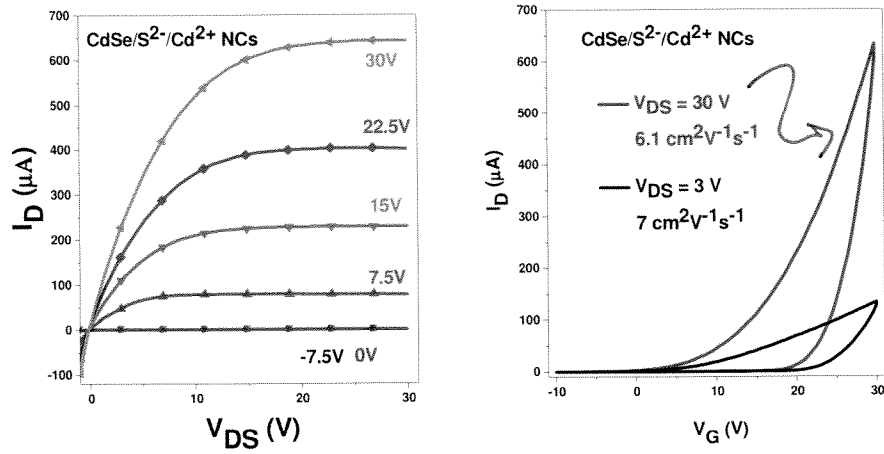 CdSe/S2-/Cd2+ NCs
700
600
500
400
300
200
100
0
-100
30V
22.5V
15V
7.5V
-7.5V 0V
0 10 20 30
ID (μA)
VDS (V)
CdSe/S2-/Cd2+ NCs
700
600
500
400
300
200
100
0
VDS = 30 V
6.1 cm2V-1s-1
VDS = 3 V
7 cm2V-1s-1
-10 0 10 20 30
ID (μA)
VG (V)